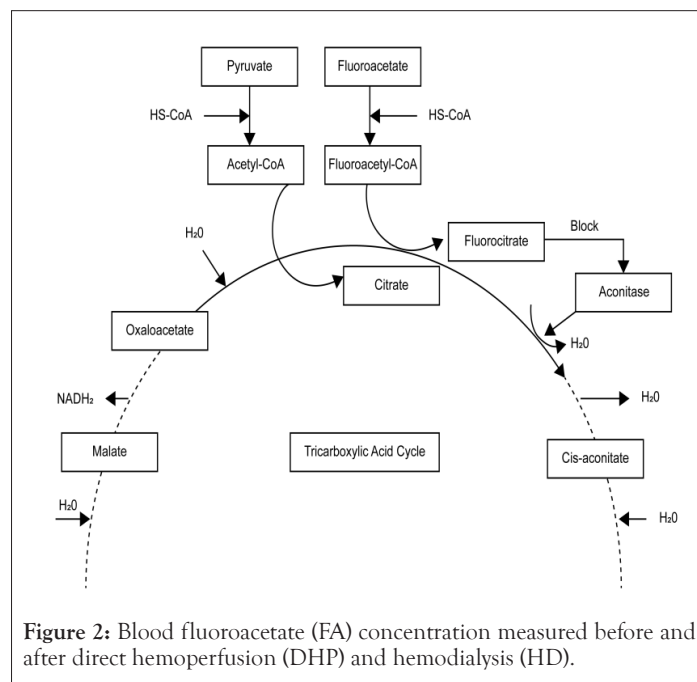 Pyruvate Fluoroacetate
HS-CoA HS-CoA
Acetyl-CoA Fluoroacetyl-CoA
H₂0 Fluorocitrate Block
Citrate Aconitase
Oxaloacetate H₂0
NADH₂ H₂0
Malate Tricarboxylic Acid Cycle Cis-aconitate
H₂0 H₂0
Figure 2: Blood fluoroacetate (FA) concentration measured before and
after direct hemoperfusion (DHP) and hemodialysis (HD).